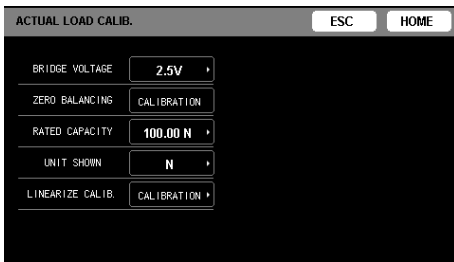 ACTUAL LOAD CALIB. ESC HOME
BRIDGE VOLTAGE 2.5V
ZERO BALANCING CALIBRATION
RATED CAPACITY 100.00 N
UNIT SHOWN N
LINEARIZE CALIB. CALIBRATION